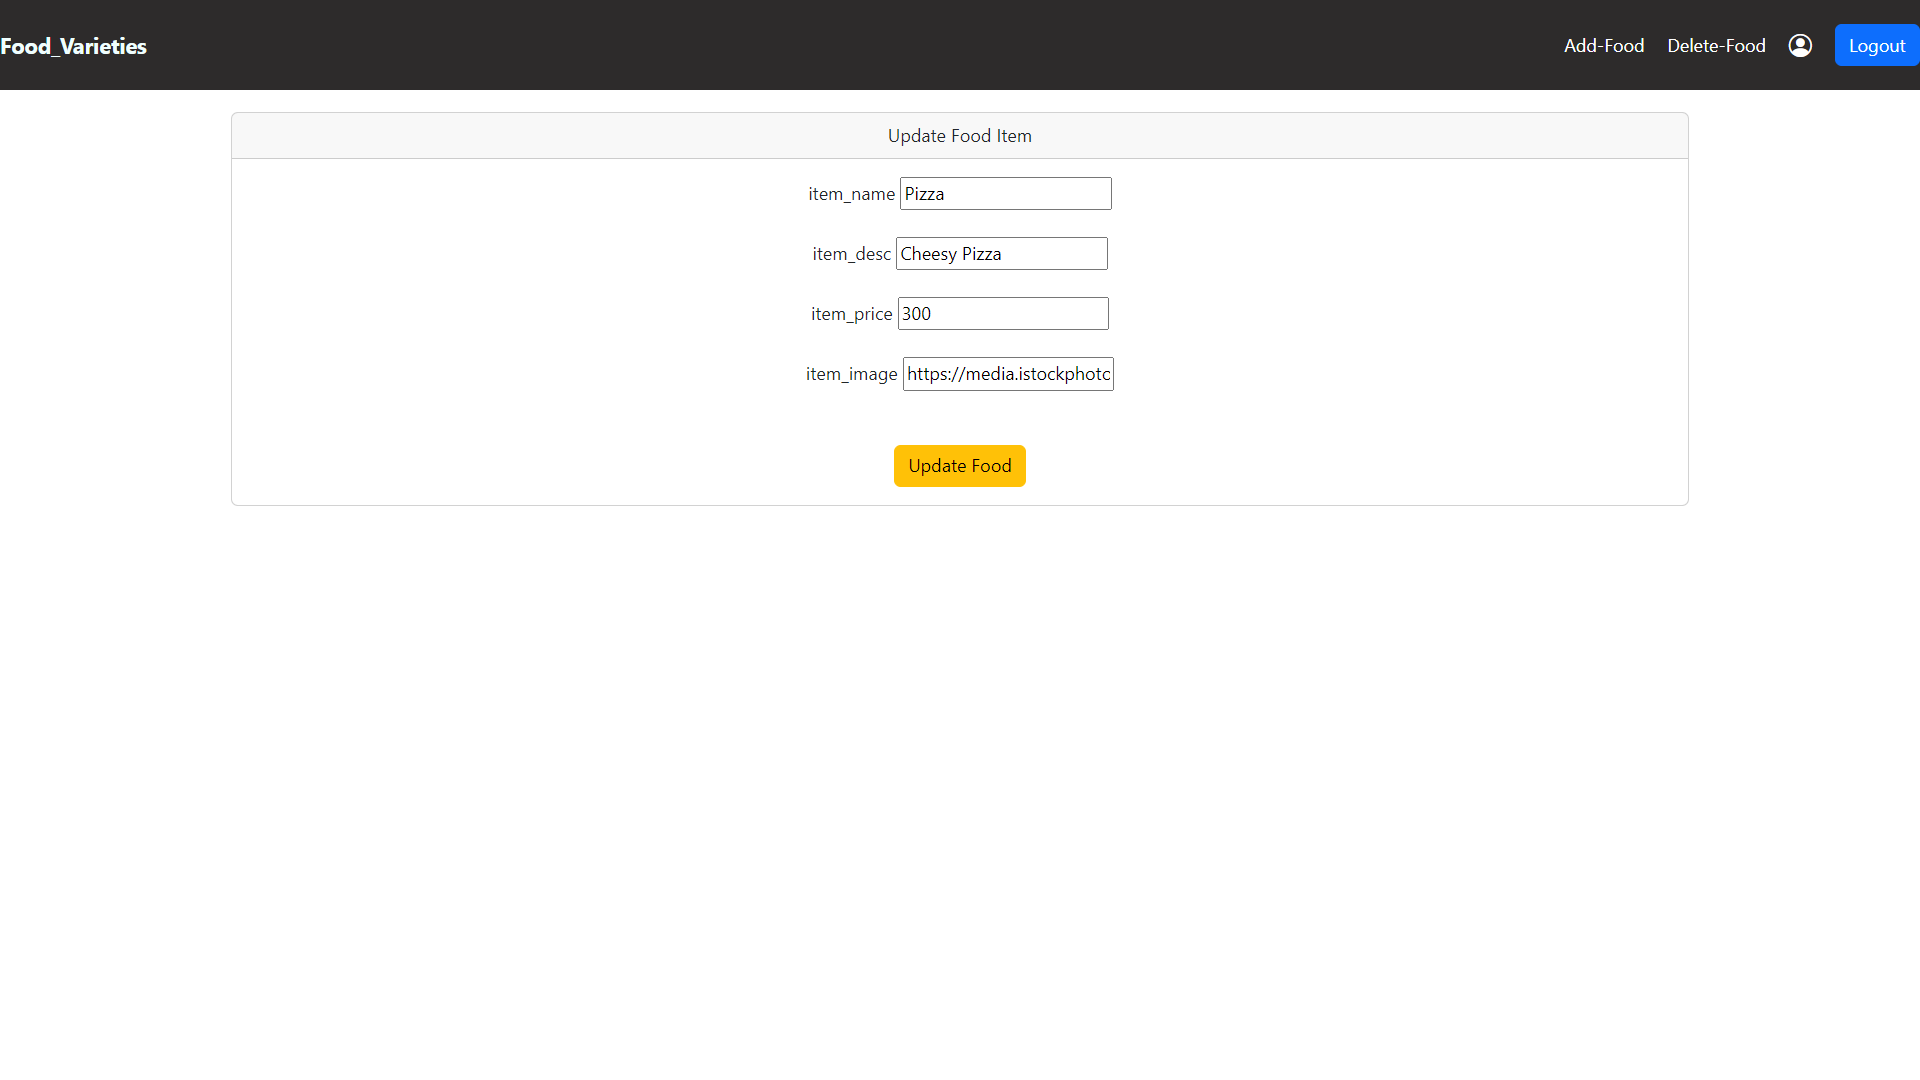 Food_Varieties
Add-Food Delete-Food Logout
Update Food Item
item_name Pizza
item_desc Cheesy Pizza
item_price 300
item_image https://media.istockphoto
Update Food